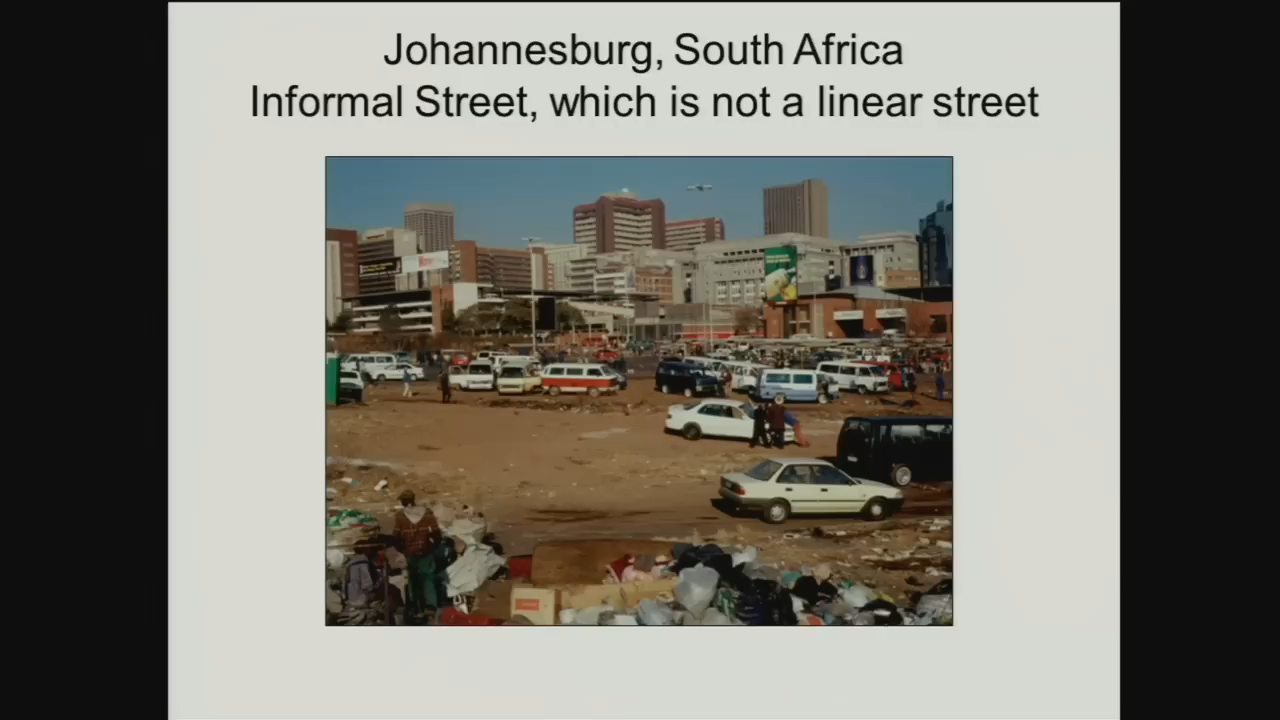 Johannesburg, South Africa
Informal Street, which is not a linear street